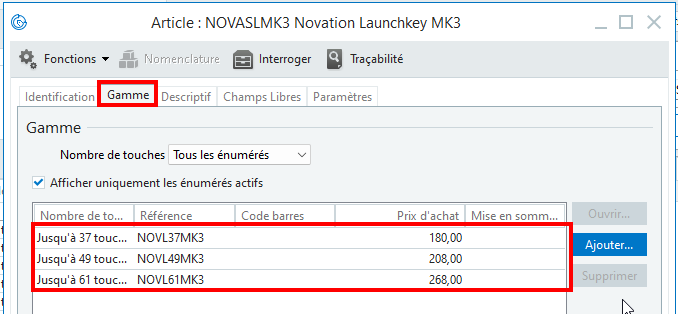 Article : NOVASLMK3 Novation Launchkey MK3
Fonctions Nomenclature Interroger Traçabilité
Identification Gamme Descriptif Champs Libres Paramètres
Gamme
Nombre de touches Tous les énumérés
Afficher uniquement les énumérés actifs
Nombre de to... Référence Code barres Prix d'achat Mise en somm...
Jusqu'à 37 touc... NOVL37MK3 180,00
Jusqu'à 49 touc... NOVL49MK3 208,00
Jusqu'à 61 touc... NOVL61MK3 268,00
Ouvrir...
Ajouter...
Supprimer